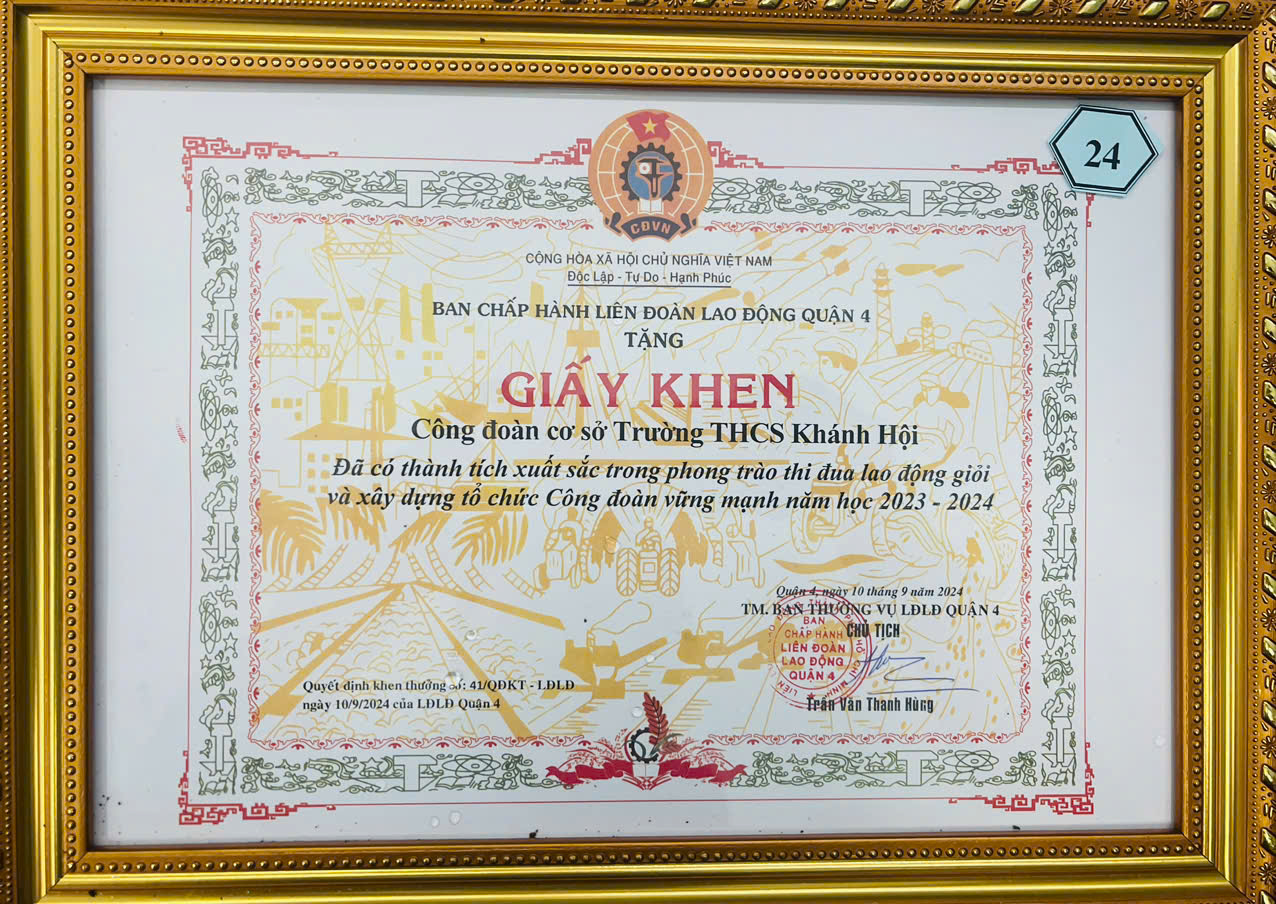 24
CĐVN
CỘNG HÒA XÃ HỘI CHỦ NGHĨA VIỆT NAM
Độc Lập - Tự Do - Hạnh Phúc
BAN CHẤP HÀNH LIÊN ĐOÀN LAO ĐỘNG QUẬN 4
TẶNG
GIẤY KHEN
Công đoàn cơ sở Trường THCS Khánh Hội
Đã có thành tích xuất sắc trong phong trào thi đua lao động giỏi
và xây dựng tổ chức Công đoàn vững mạnh năm học 2023 - 2024
Quận 4, ngày 10 tháng 9 năm 2024
TM. BAN THƯỜNG VỤ LĐLĐ QUẬN 4
CHỦ TỊCH
BAN
CHẤP HÀNH
LIÊN ĐOÀN
LAO ĐỘNG
QUẬN 4
Trần Văn Thanh Hùng
Quyết định khen thưởng số: 41/QĐKT - LĐLĐ
ngày 10/9/2024 của LĐLĐ Quận 4